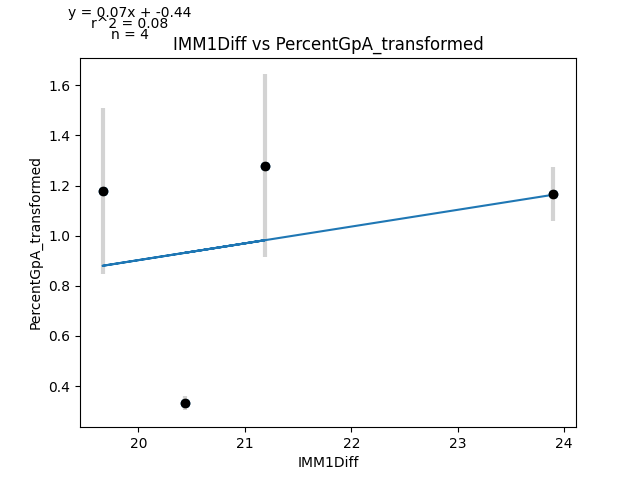 y = 0.07x + -0.44
r^2 = 0.08
n = 4
IMM1Diff vs PercentGpA_transformed
PercentGpA_transformed
1.6
1.4
1.2
1.0
0.8
0.6
0.4
20 21 22 23 24
IMM1Diff